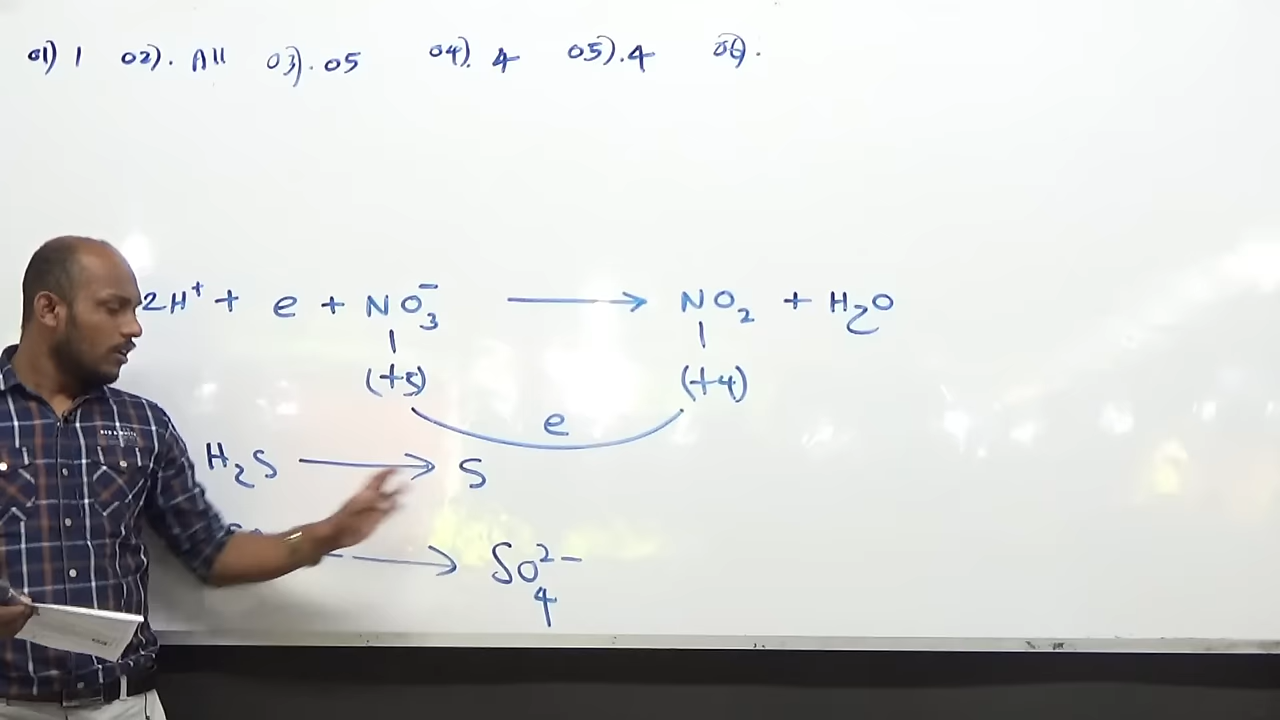 01) 1 02). All 03). 05 04). 4 05). 4 06).
2H⁺ + e + NO₃⁻ ⟶ NO₂ + H₂O
(+5) (+4)
e
H₂S ⟶ S
⟶ SO₄²⁻